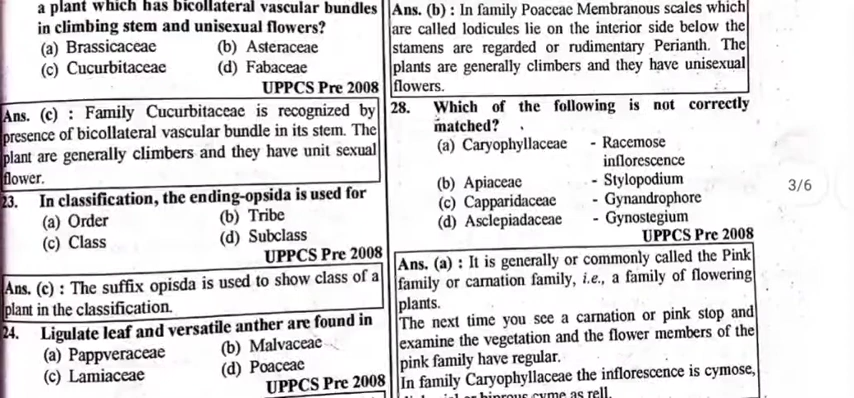 a plant which has bicollateral vascular bundles
in climbing stem and unisexual flowers?
(a) Brassicaceae (b) Asteraceae
(c) Cucurbitaceae (d) Fabaceae
UPPCS Pre 2008
Ans. (c) : Family Cucurbitaceae is recognized by
presence of bicollateral vascular bundle in its stem. The
plant are generally climbers and they have unit sexual
flower.
23. In classification, the ending-opsida is used for
(a) Order (b) Tribe
(c) Class (d) Subclass
UPPCS Pre 2008
Ans. (c) : The suffix opisda is used to show class of a
plant in the classification.
24. Ligulate leaf and versatile anther are found in
(a) Pappveraceae (b) Malvaceae
(c) Lamiaceae (d) Poaceae
UPPCS Pre 2008
Ans. (b) : In family Poaceae Membranous scales which
are called lodicules lie on the interior side below the
stamens are regarded or rudimentary Perianth. The
plants are generally climbers and they have unisexual
flowers.
28. Which of the following is not correctly
matched?
(a) Caryophyllaceae - Racemose
inflorescence
(b) Apiaceae - Stylopodium
(c) Capparidaceae - Gynandrophore
(d) Asclepiadaceae - Gynostegium
UPPCS Pre 2008
Ans. (a) : It is generally or commonly called the Pink
family or carnation family, i.e., a family of flowering
plants.
The next time you see a carnation or pink stop and
examine the vegetation and the flower members of the
pink family have regular.
In family Caryophyllaceae the inflorescence is cymose,
cyme as rell.
3/6